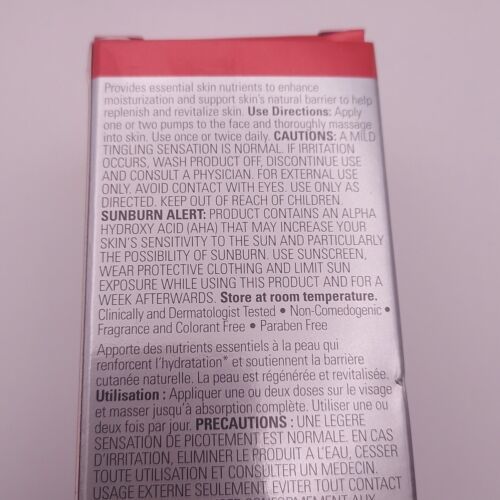 Provides essential skin nutrients to enhance
moisturization and support skin's natural barrier to help
replenish and revitalize skin. Use Directions: Apply
one or two pumps to the face and thoroughly massage
into skin. Use once or twice daily. CAUTIONS: A MILD
TINGLING SENSATION IS NORMAL. IF IRRITATION
OCCURS, WASH PRODUCT OFF, DISCONTINUE USE
AND CONSULT A PHYSICIAN. FOR EXTERNAL USE
ONLY. AVOID CONTACT WITH EYES. USE ONLY AS
DIRECTED. KEEP OUT OF REACH OF CHILDREN.
SUNBURN ALERT: PRODUCT CONTAINS AN ALPHA
HYDROXY ACID (AHA) THAT MAY INCREASE YOUR
SKIN'S SENSITIVITY TO THE SUN AND PARTICULARLY
THE POSSIBILITY OF SUNBURN. USE SUNSCREEN,
WEAR PROTECTIVE CLOTHING AND LIMIT SUN
EXPOSURE WHILE USING THIS PRODUCT AND FOR A
WEEK AFTERWARDS. Store at room temperature.
Clinically and Dermatologist Tested • Non-Comedogenic •
Fragrance and Colorant Free • Paraben Free
Apporte des nutriments essentiels à la peau qui
renforcent l'hydratation* et soutiennent la barrière
cutanée naturelle. La peau est régénérée et revitalisée.
Utilisation : Appliquer une ou deux doses sur le visage
et masser jusqu'à absorption complète. Utiliser une ou
deux fois par jour. PRÉCAUTIONS : UNE LÉGÈRE
SENSATION DE PICOTEMENT EST NORMALE. EN CAS
D'IRRITATION, ÉLIMINER LE PRODUIT À L'EAU, CESSER
TOUTE UTILISATION ET CONSULTER UN MÉDECIN.
USAGE EXTERNE SEULEMENT. ÉVITER TOUT CONTACT